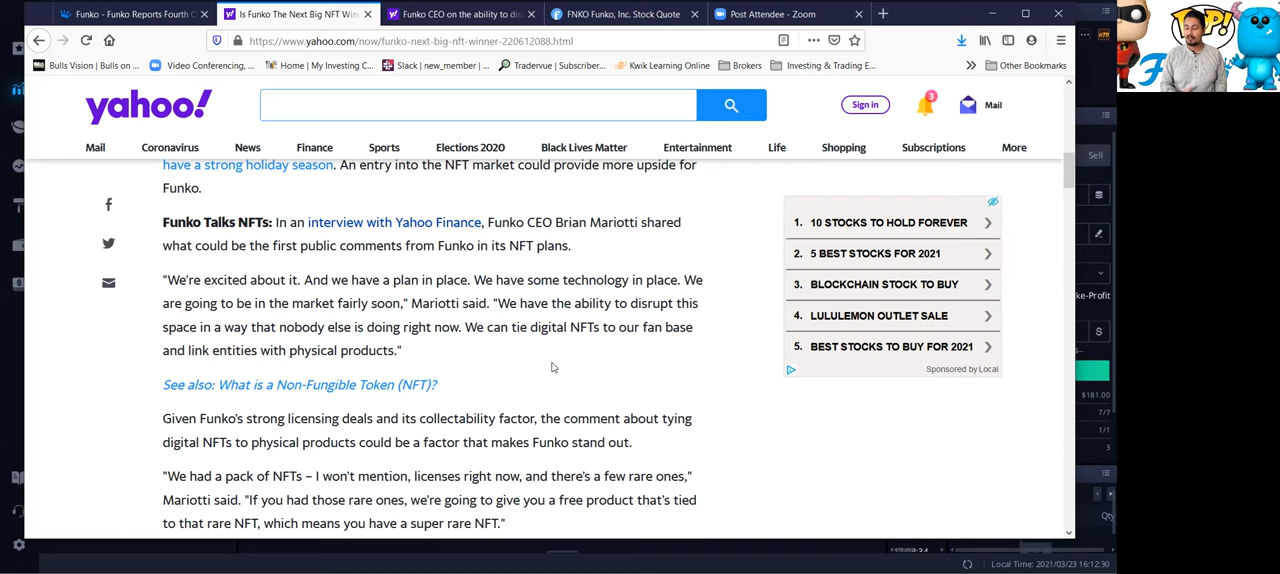 Funko - Funko Reports Fourth Q
Is Funko The Next Big NFT Win
Funko CEO on the ability to dis
FNKO Funko, Inc. Stock Quote
Post Attendee - Zoom
https://www.yahoo.com/now/funko-next-big-nft-winner-220612088.html
Bulls Vision | Bulls on ...
Video Conferencing, ...
Home | My Investing C...
Slack | new_member | ...
Tradervue | Subscriber...
Kwik Learning Online
Brokers
Investing & Trading E...
Other Bookmarks
yahoo!
Sign in
3
Mail
Mail
Coronavirus
News
Finance
Sports
Elections 2020
Black Lives Matter
Entertainment
Life
Shopping
Subscriptions
More
have a strong holiday season. An entry into the NFT market could provide more upside for
Funko.
Funko Talks NFTs: In an interview with Yahoo Finance, Funko CEO Brian Mariotti shared
what could be the first public comments from Funko in its NFT plans.
"We're excited about it. And we have a plan in place. We have some technology in place. We
are going to be in the market fairly soon," Mariotti said. "We have the ability to disrupt this
space in a way that nobody else is doing right now. We can tie digital NFTs to our fan base
and link entities with physical products."
See also: What is a Non-Fungible Token (NFT)?
Given Funko's strong licensing deals and its collectability factor, the comment about tying
digital NFTs to physical products could be a factor that makes Funko stand out.
"We had a pack of NFTs – I won't mention, licenses right now, and there's a few rare ones,"
Mariotti said. "If you had those rare ones, we're going to give you a free product that's tied
to that rare NFT, which means you have a super rare NFT."
1. 10 STOCKS TO HOLD FOREVER
2. 5 BEST STOCKS FOR 2021
3. BLOCKCHAIN STOCK TO BUY
4. LULULEMON OUTLET SALE
5. BEST STOCKS TO BUY FOR 2021
Sponsored by Local
POP!
Sell
ke-Profit
$
$181.00
7/7
1/1
3
Qty
Local Time: 2021/03/23 16:12:30